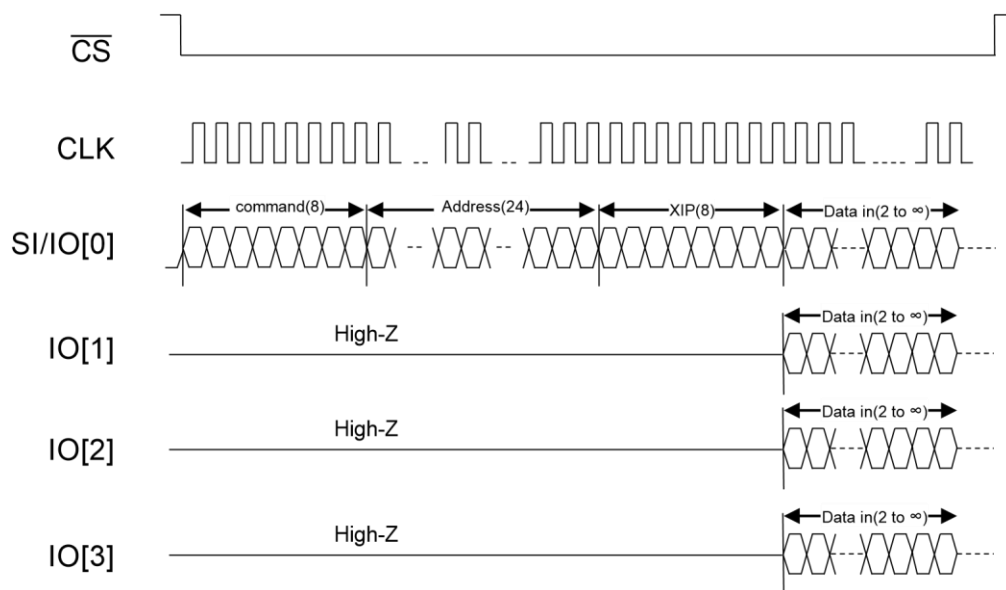 CS
CLK
command(8) Address(24) XIP(8) Data in(2 to ∞)
SI/IO[0]
Data in(2 to ∞)
High-Z
IO[1]
Data in(2 to ∞)
High-Z
IO[2]
Data in(2 to ∞)
High-Z
IO[3]